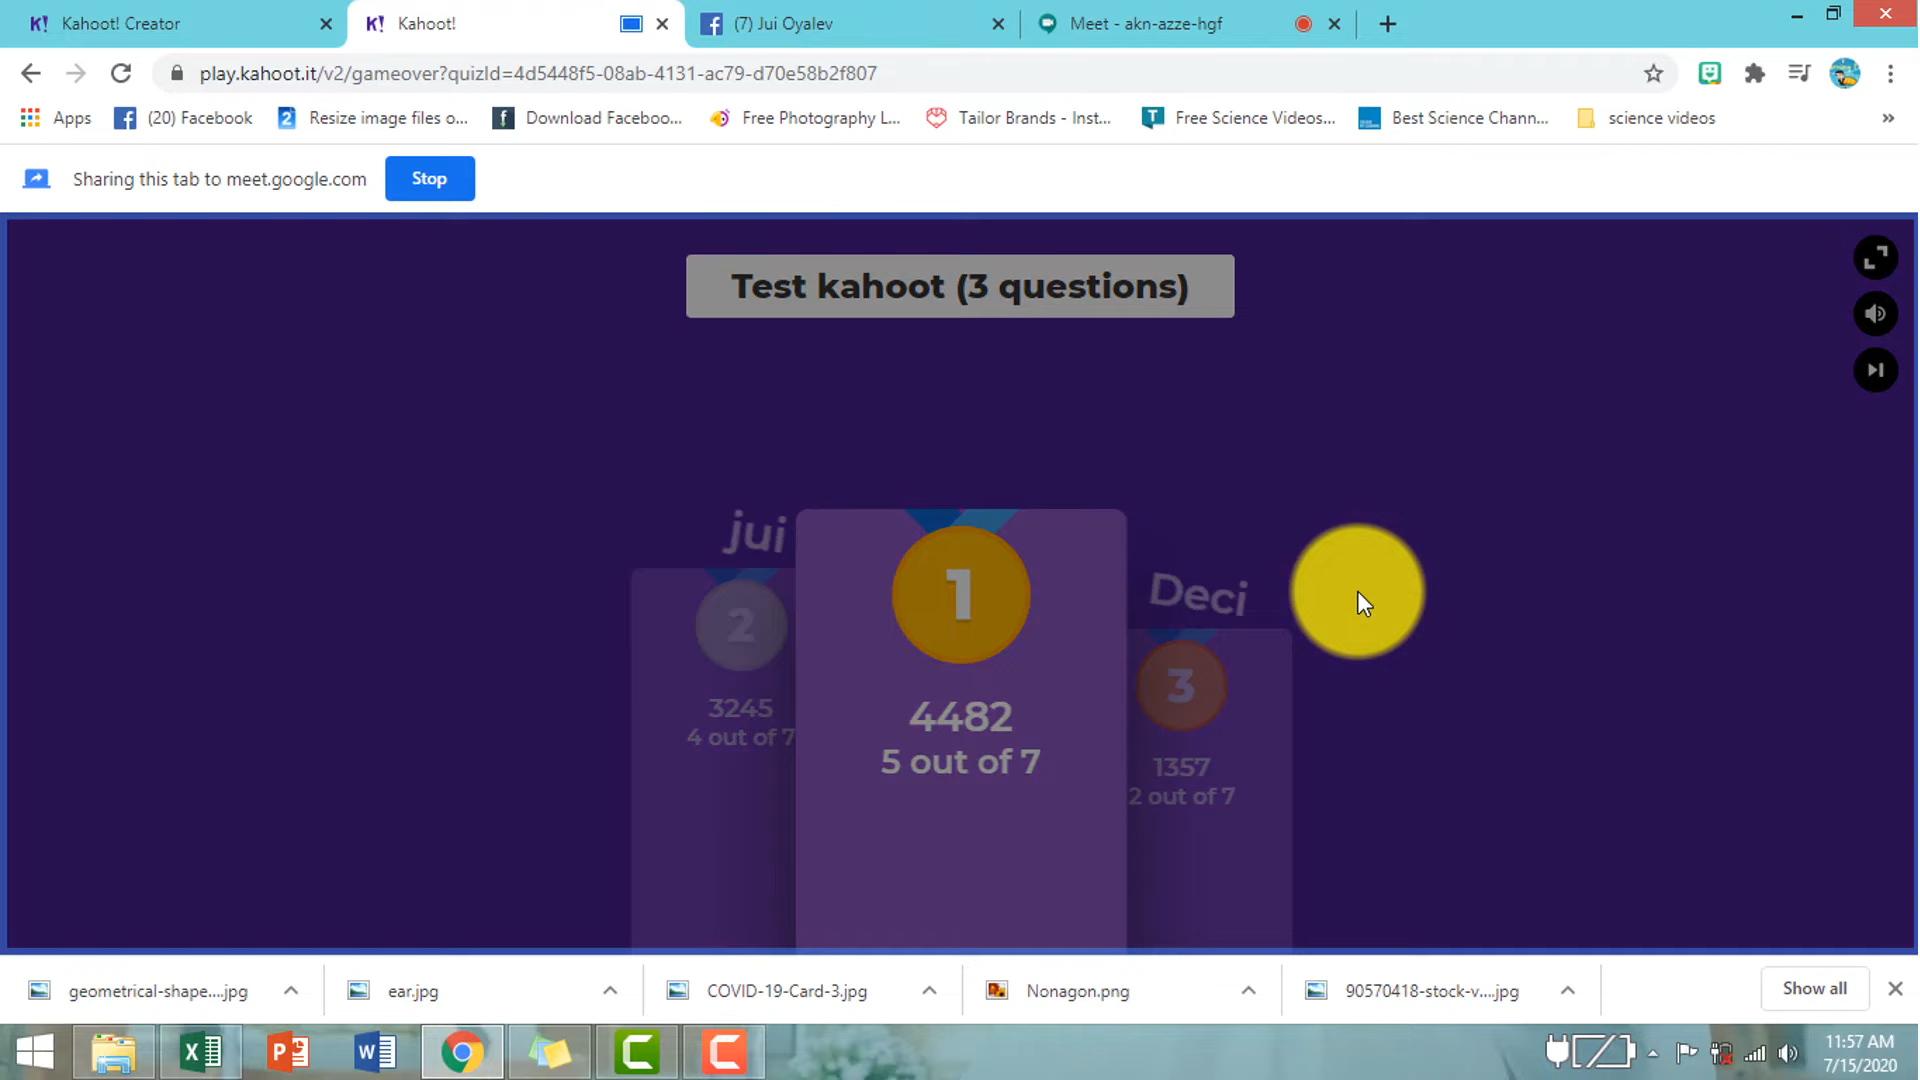 K! Kahoot! Creator
K! Kahoot!
(7) Jui Oyalev
Meet - akn-azze-hgf
play.kahoot.it/v2/gameover?quizId=4d5448f5-08ab-4131-ac79-d70e58b2f807
Apps
(20) Facebook
Resize image files o...
Download Faceboo...
Free Photography L...
Tailor Brands - Inst...
Free Science Videos...
Best Science Chann...
science videos
Sharing this tab to meet.google.com
Stop
Test kahoot (3 questions)
jui
2
3245
4 out of 7
1
4482
5 out of 7
Deci
3
1357
2 out of 7
geometrical-shape....jpg
ear.jpg
COVID-19-Card-3.jpg
Nonagon.png
90570418-stock-v....jpg
Show all
11:57 AM
7/15/2020